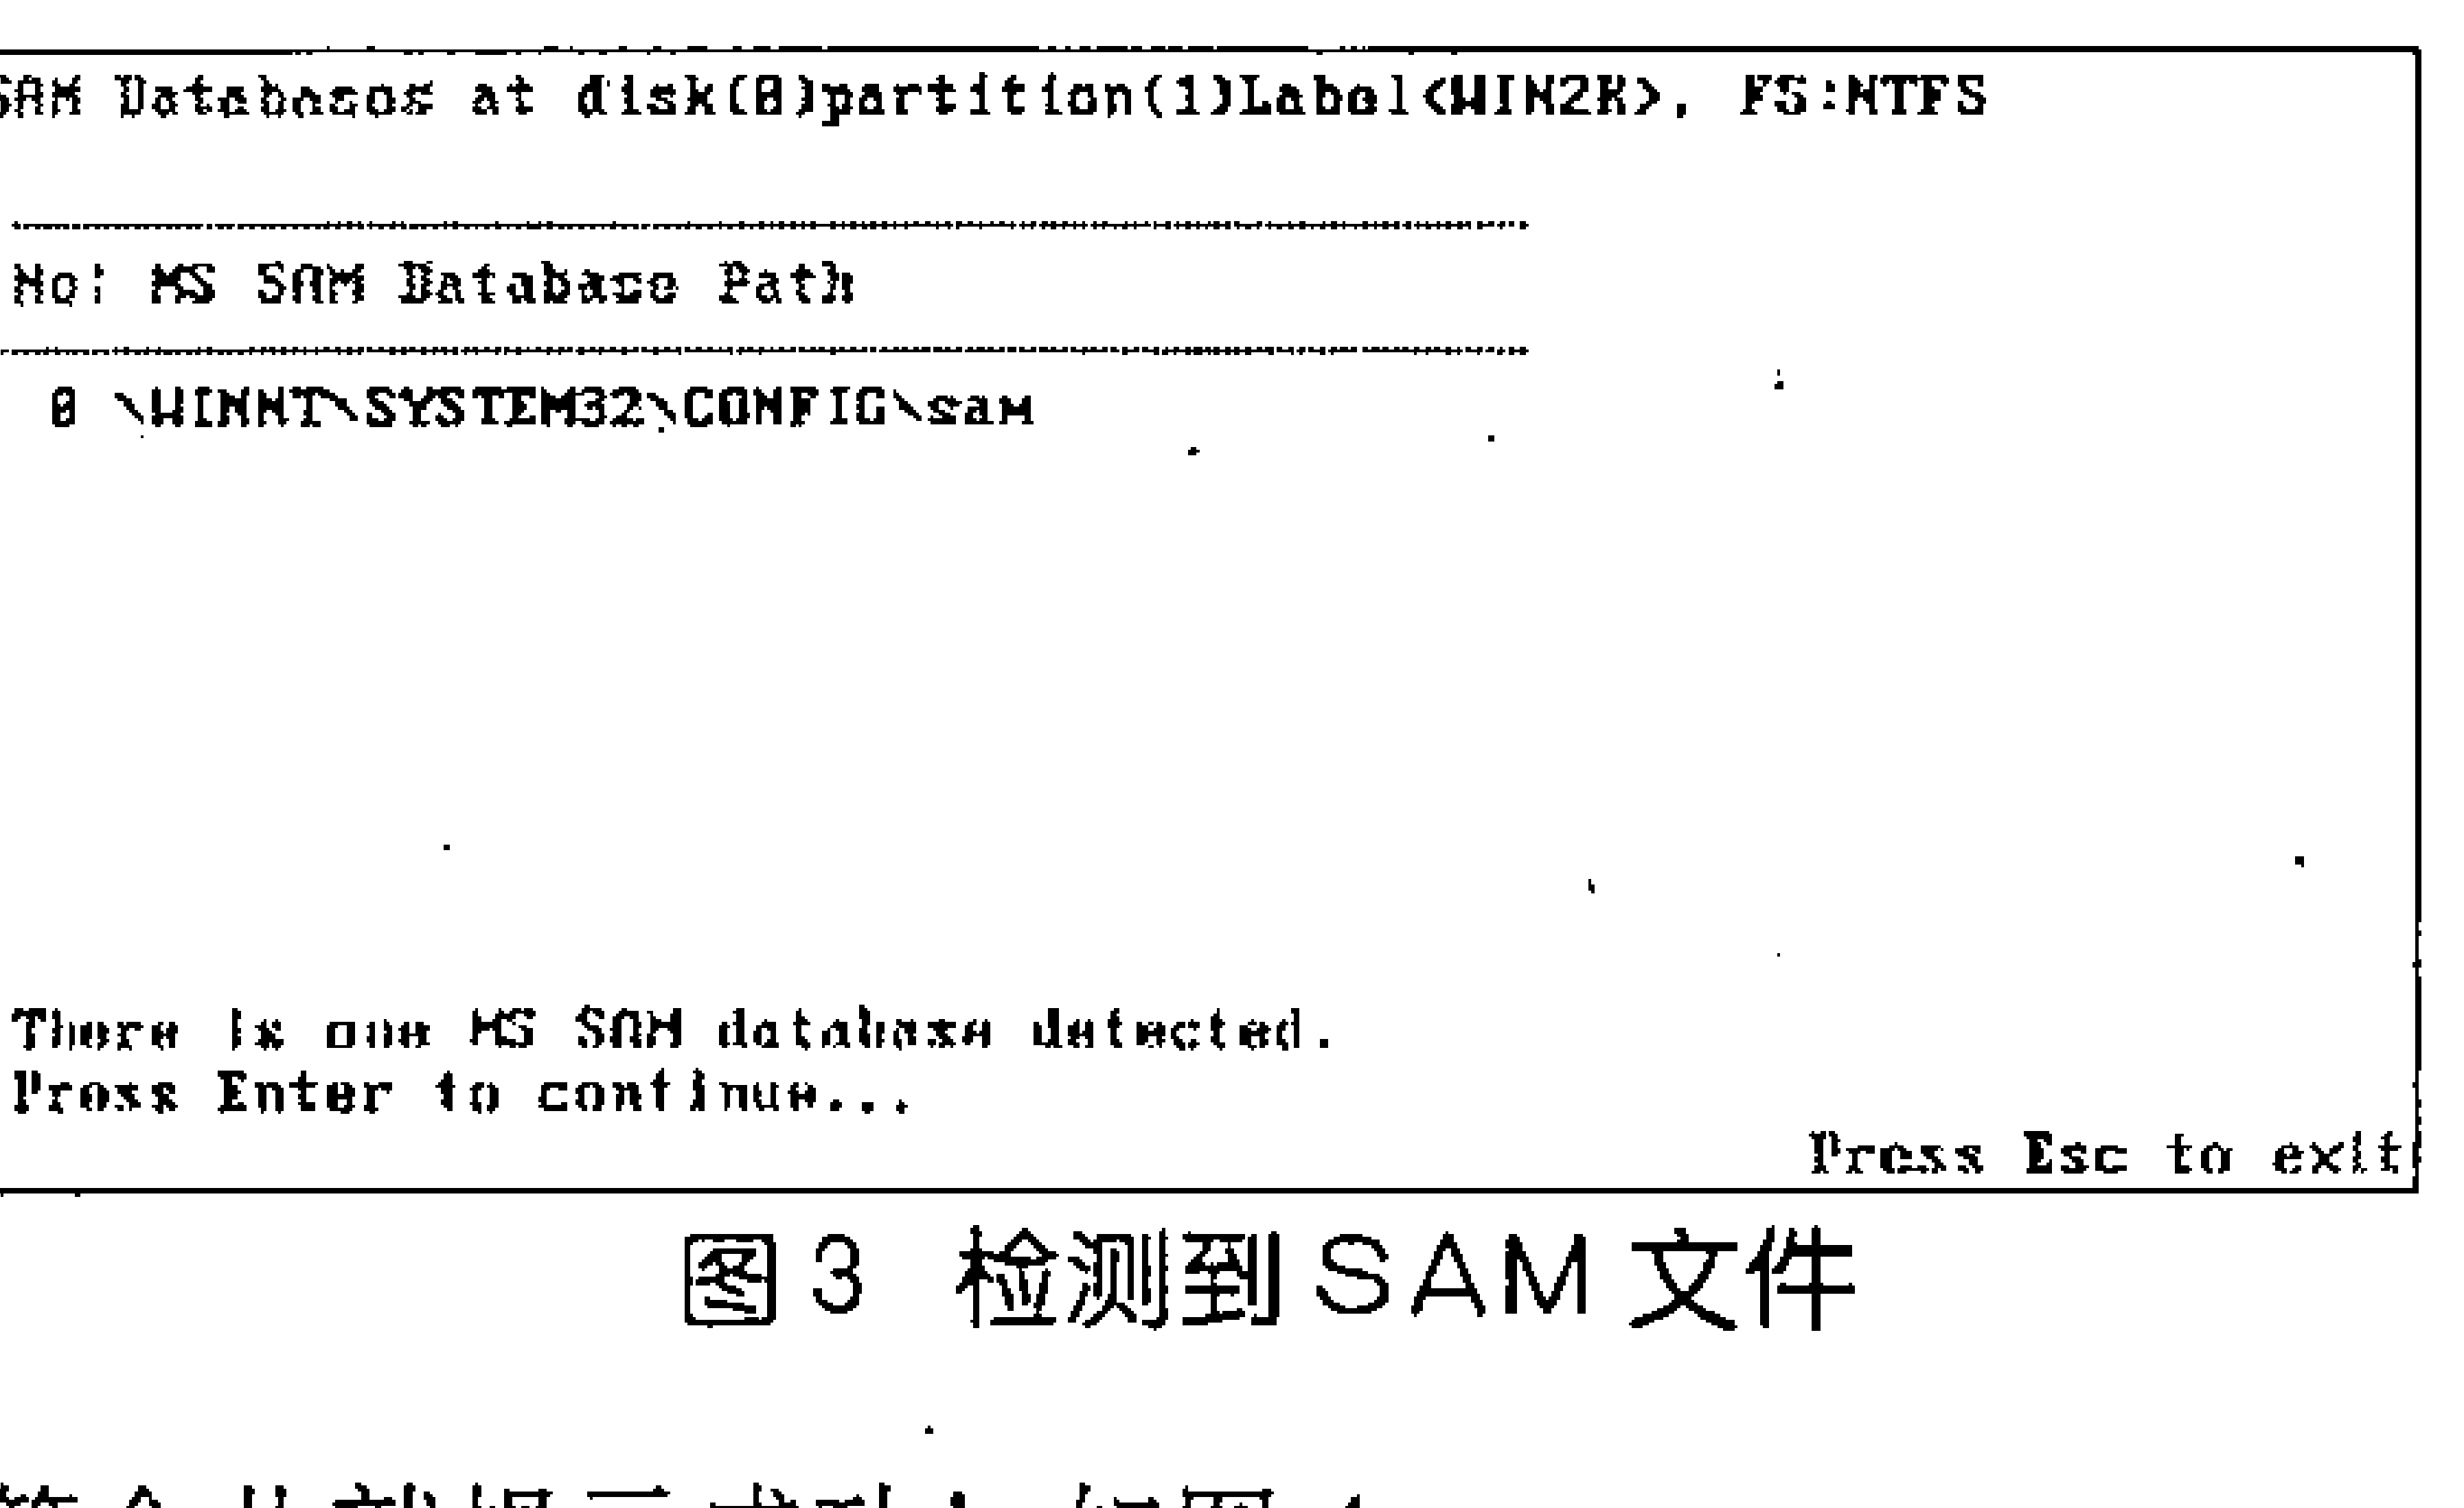 SAM Databases at disk(0)partition(1)Label<WIN2K>, FS:NTFS
No: MS SAM Database Path
0 \WINNT\SYSTEM32\CONFIG\sam
There is one MS SAM database detected.
Press Enter to continue...
Press Esc to exit
图3 检测到SAM文件